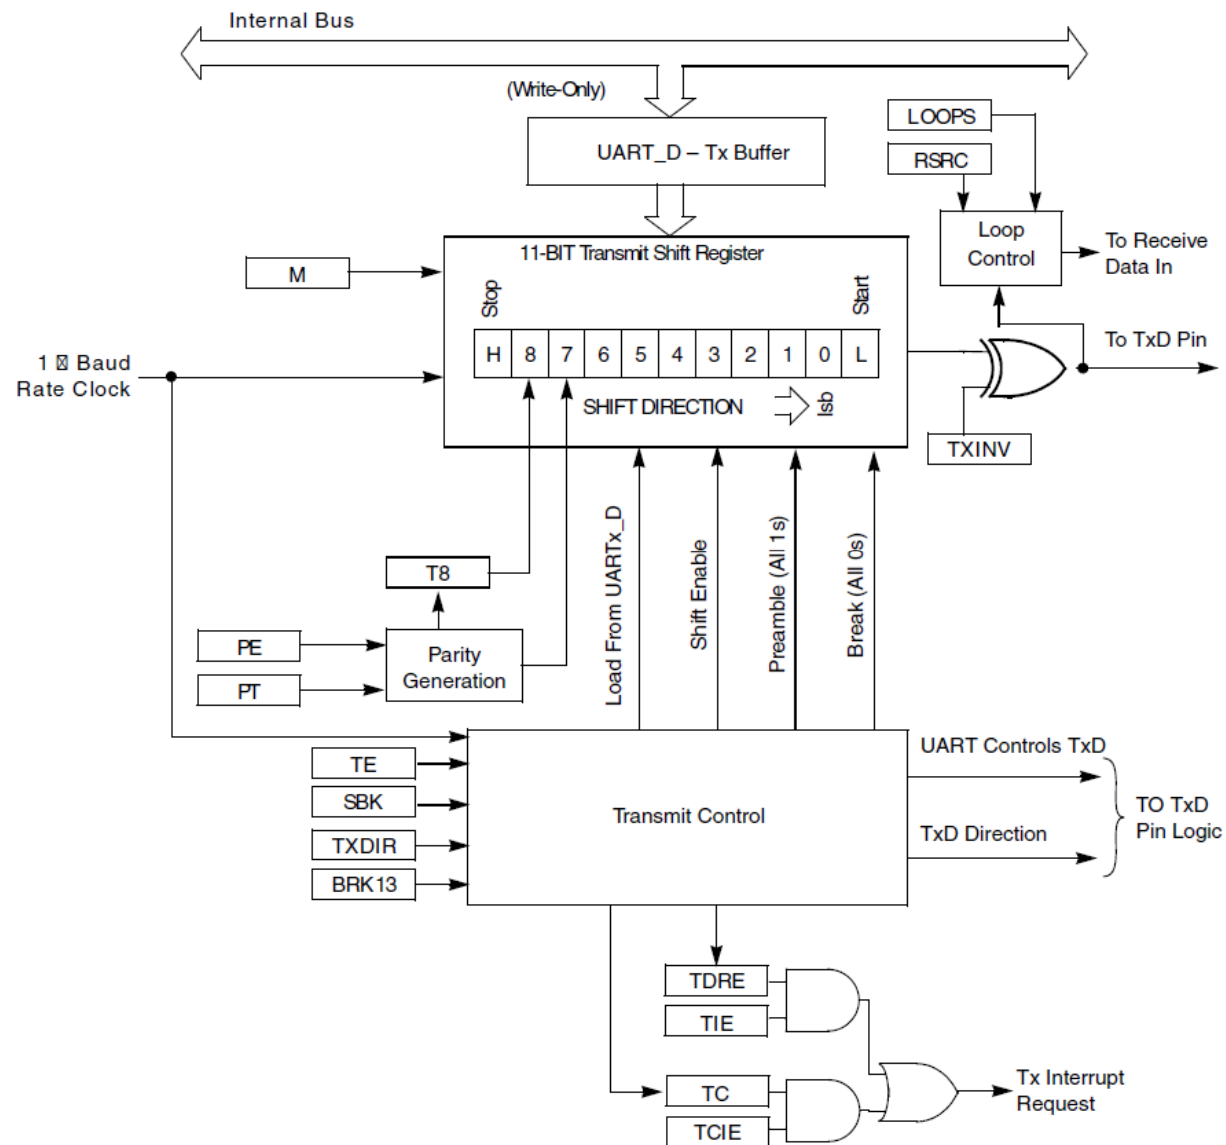 Internal Bus
(Write-Only)
LOOPS
UART_D – Tx Buffer
RSRC
Loop
Control
To Receive
Data In
11-BIT Transmit Shift Register
M
Stop
Start
H 8 7 6 5 4 3 2 1 0 L
To TxD Pin
1 Baud
Rate Clock
SHIFT DIRECTION
lsb
TXINV
Load From UARTx_D
Shift Enable
Preamble (All 1s)
Break (All 0s)
T8
PE
Parity
Generation
PT
UART Controls TxD
TE
SBK
Transmit Control
TO TxD
Pin Logic
TXDIR
TxD Direction
BRK13
TDRE
TIE
TC
Tx Interrupt
Request
TCIE